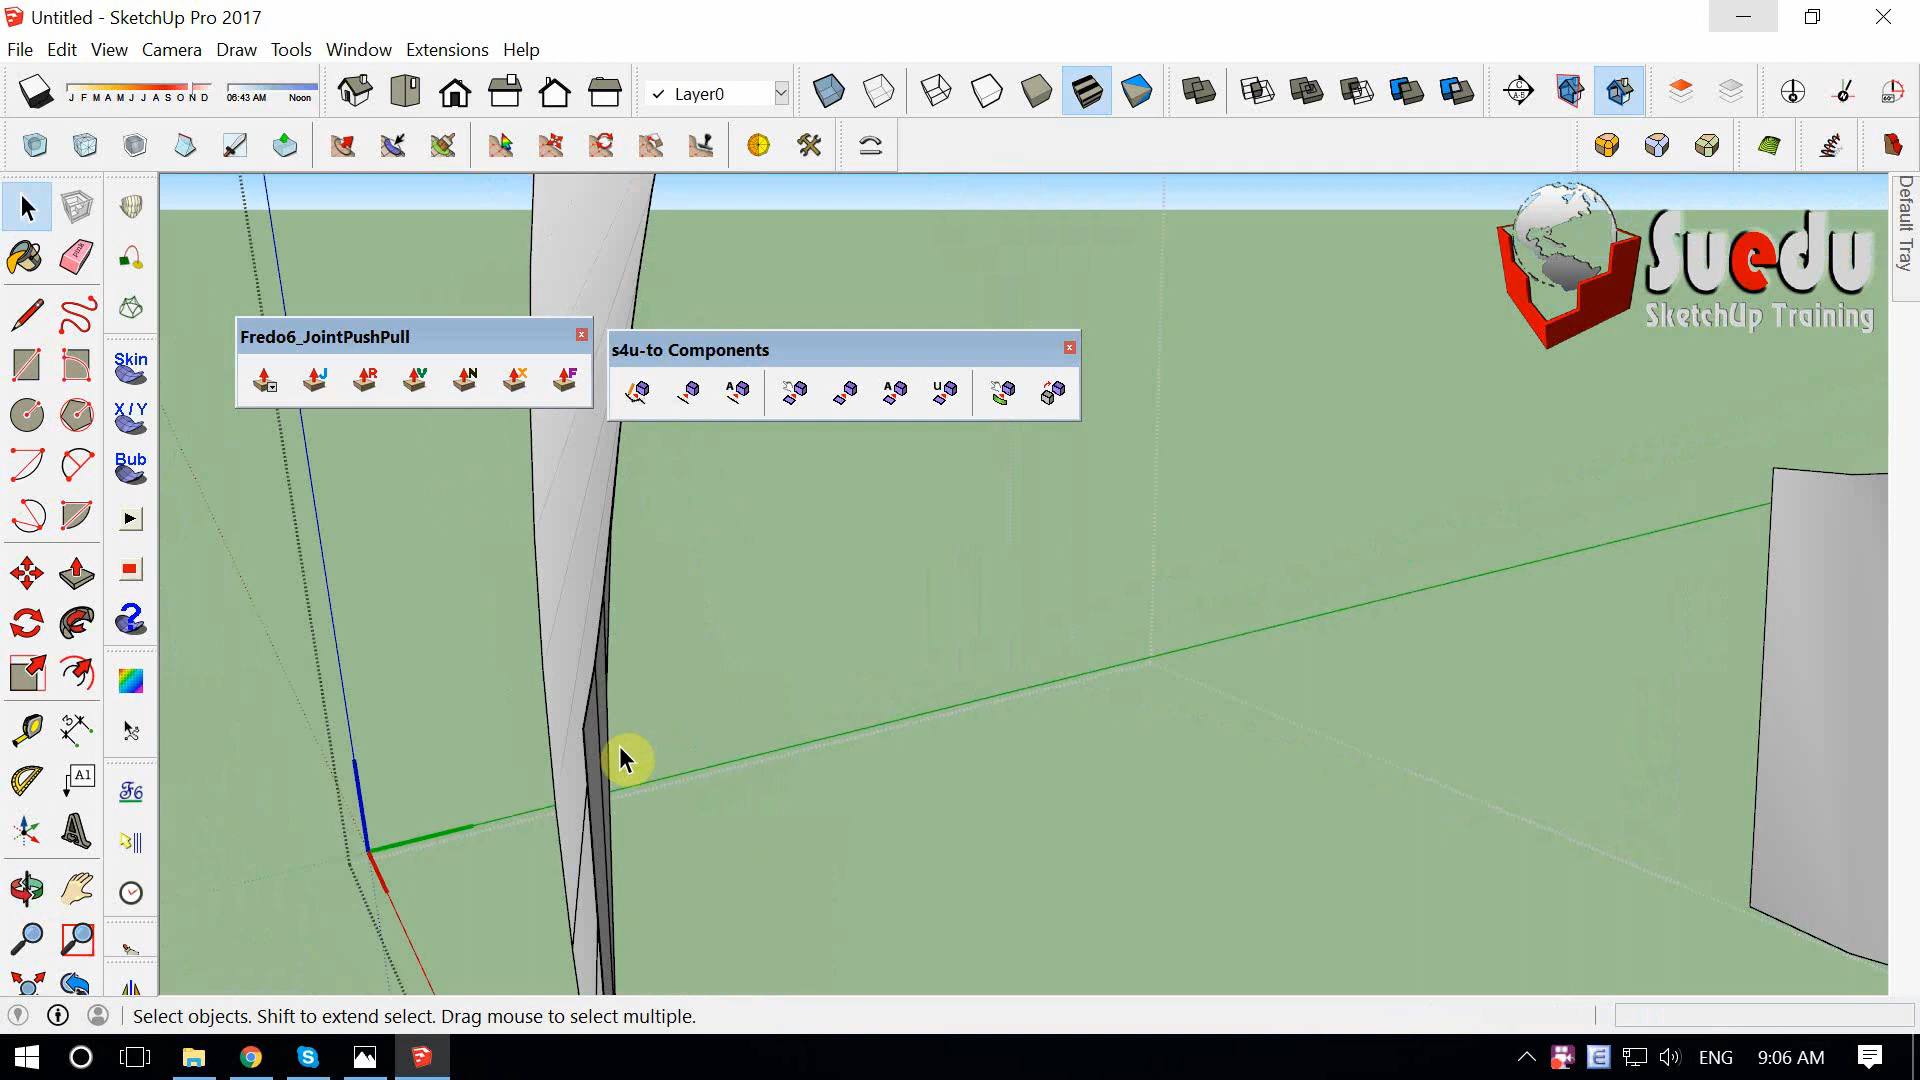 Untitled - SketchUp Pro 2017
File Edit View Camera Draw Tools Window Extensions Help
J F M A M J J A S O N D
06:43 AM Noon
Layer0
Default Tray
Suedu
SketchUp Training
Fredo6_JointPushPull
J R V N X F
s4u-to Components
A A U
Skin
X/Y
Bub
A1
F6
Select objects. Shift to extend select. Drag mouse to select multiple.
ENG 9:06 AM